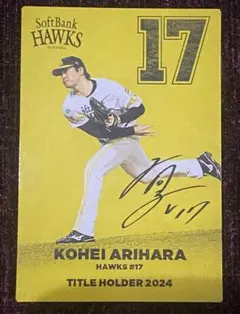 SoftBank
HAWKS
17
KOHEI ARIHARA
HAWKS #17
TITLE HOLDER 2024